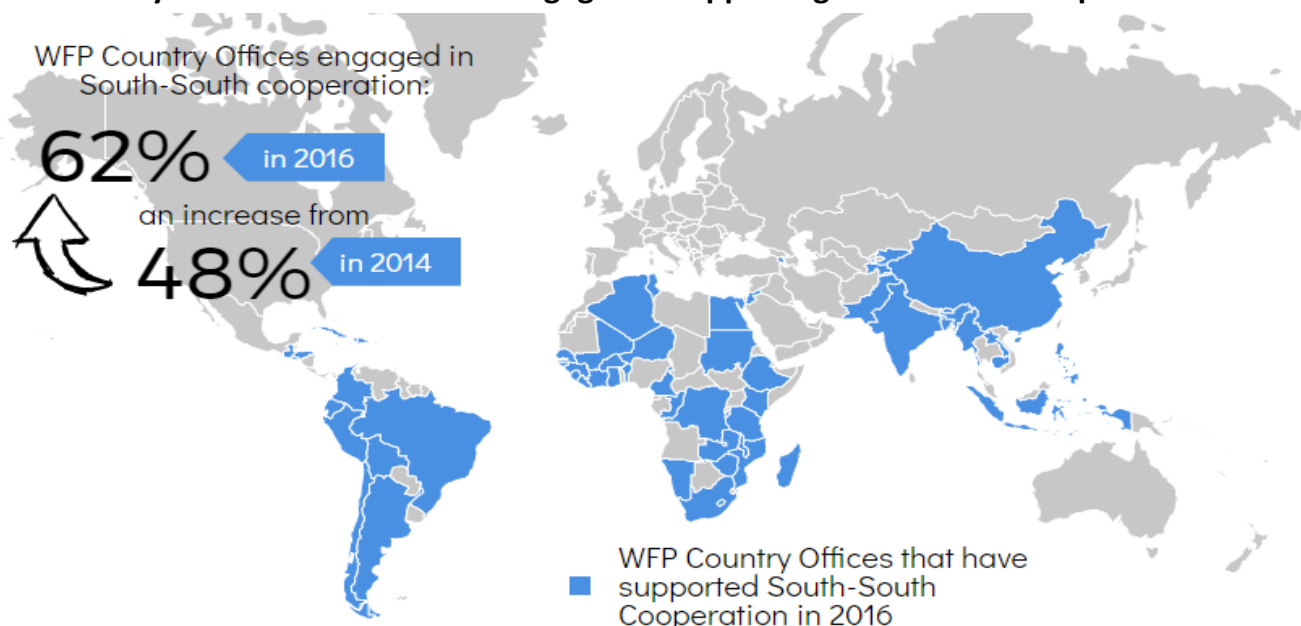 WFP Country Offices engaged in
South-South cooperation:
62%
in 2016
an increase from
48%
in 2014
WFP Country Offices that have
supported South-South
Cooperation in 2016